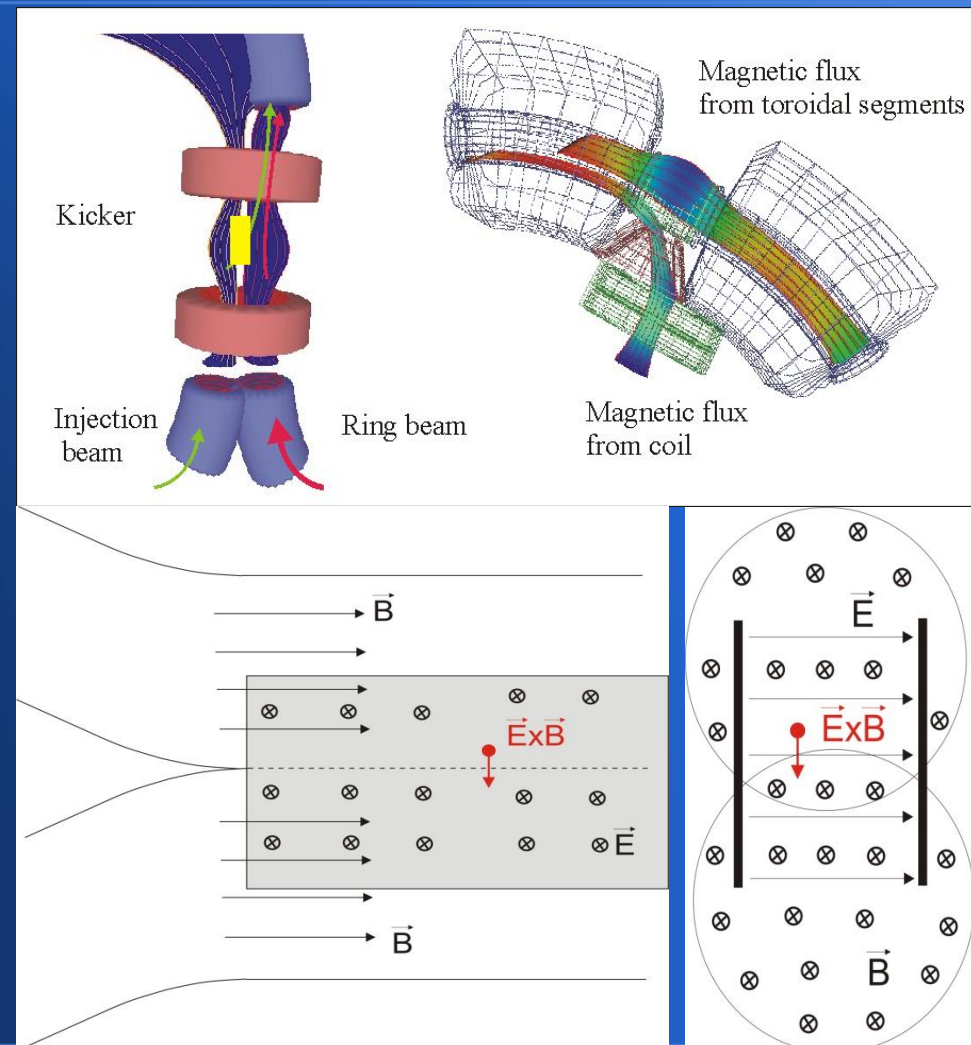 Magnetic flux
from toroidal segments
Kicker
Injection
beam
Ring beam
Magnetic flux
from coil
B
ExB
E
B
E
ExB
B